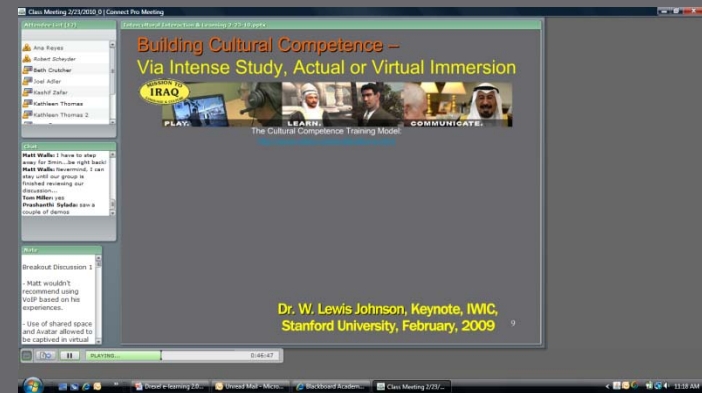 Class Meeting 2/23/2010_0 | Connect Pro Meeting
Intercultural Interaction & Learning 2-23-10.pptx
Ana Reyes
Robert Scheyder
Beth Crutcher
Joel Adler
Kashif Zafer
Kathleen Thomas
Kathleen Thomas 2
Chat
Matt Walls: I have to step
away for 5min...be right back!
Matt Walls: Nevermind, I can
stay until our group is
finished reviewing our
discussion...
Tom Miller: yes
Prashanthi Sylada: saw a
couple of demos
Note
Breakout Discussion 1
- Matt wouldn't
recommend using
VoIP based on his
experiences.
- Use of shared space
and Avatar allowed to
be captived in virtual
Building Cultural Competence –
Via Intense Study, Actual or Virtual Immersion
MISSION TO
IRAQ
PLAY. LEARN. COMMUNICATE.
The Cultural Competence Training Model:
Dr. W. Lewis Johnson, Keynote, IWIC,
Stanford University, February, 2009
9
PLAYING...
0:46:47
Drexel e-learning 2.0...
Unread Mail - Micro...
Blackboard Academ...
Class Meeting 2/23/...
11:18 AM